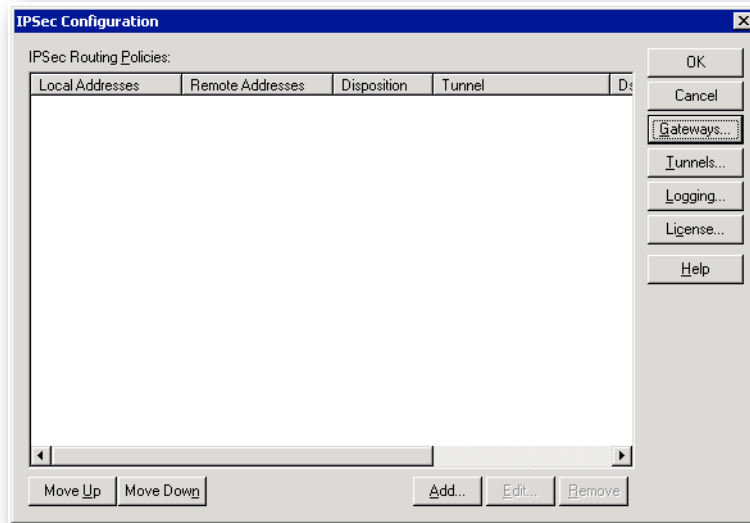 IPSec Configuration
IPSec Routing Policies:
Local Addresses Remote Addresses Disposition Tunnel
OK
Cancel
Gateways...
Tunnels...
Logging...
License...
Help
Move Up Move Down Add... Edit... Remove